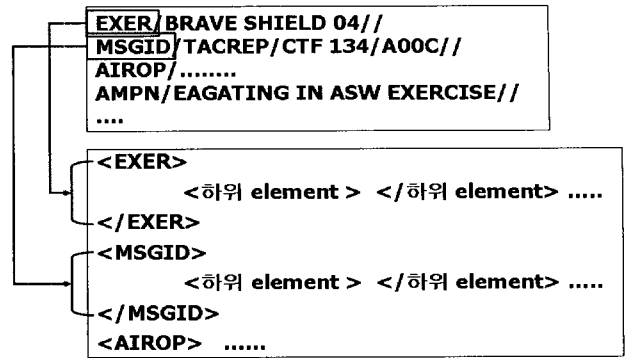 EXER/BRAVE SHIELD 04//
MSGID/TACREP/CTF 134/A00C//
AIROP/........
AMPN/EAGATING IN ASW EXERCISE//
....
<EXER>
<하위 element > </하위 element> .....
</EXER>
<MSGID>
<하위 element > </하위 element> .....
</MSGID>
<AIROP> ......